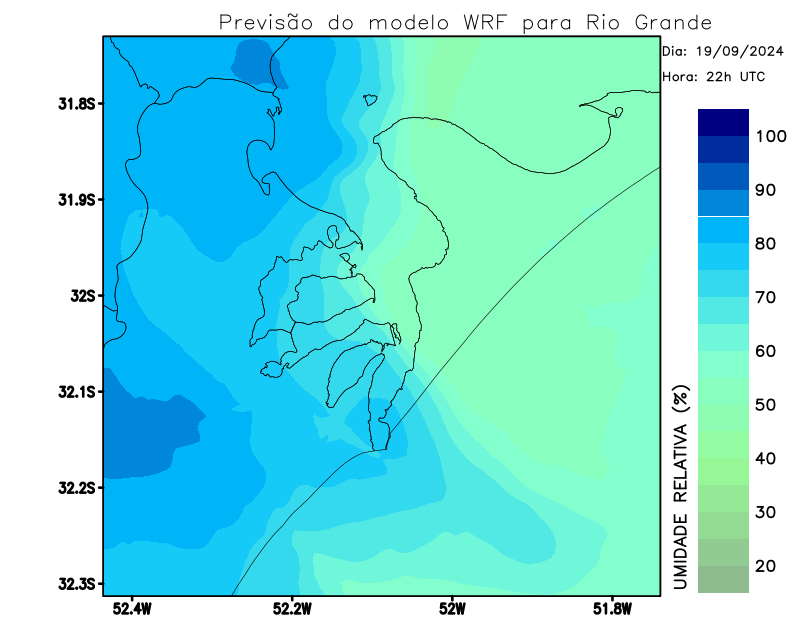 Previsão do modelo WRF para Rio Grande
Dia: 19/09/2024
Hora: 22h UTC
31.8S
31.9S
32S
32.1S
32.2S
32.3S
52.4W
52.2W
52W
51.8W
100
90
80
70
60
50
40
30
20
UMIDADE RELATIVA (%)